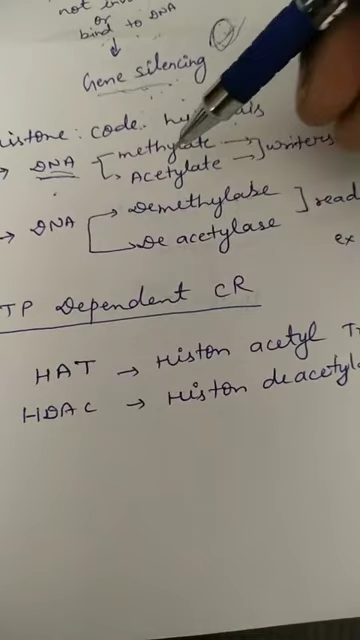 not
or
bind to DNA
↓
Gene silencing
Histone: code:
→ DNA methylate → ] writers
→ Acetylate →
→ DNA → Demethylase ] read
→ De acetylase
ex
TP Dependent CR
HAT → Histon acetyl T
HDAC → Histon deacetyl